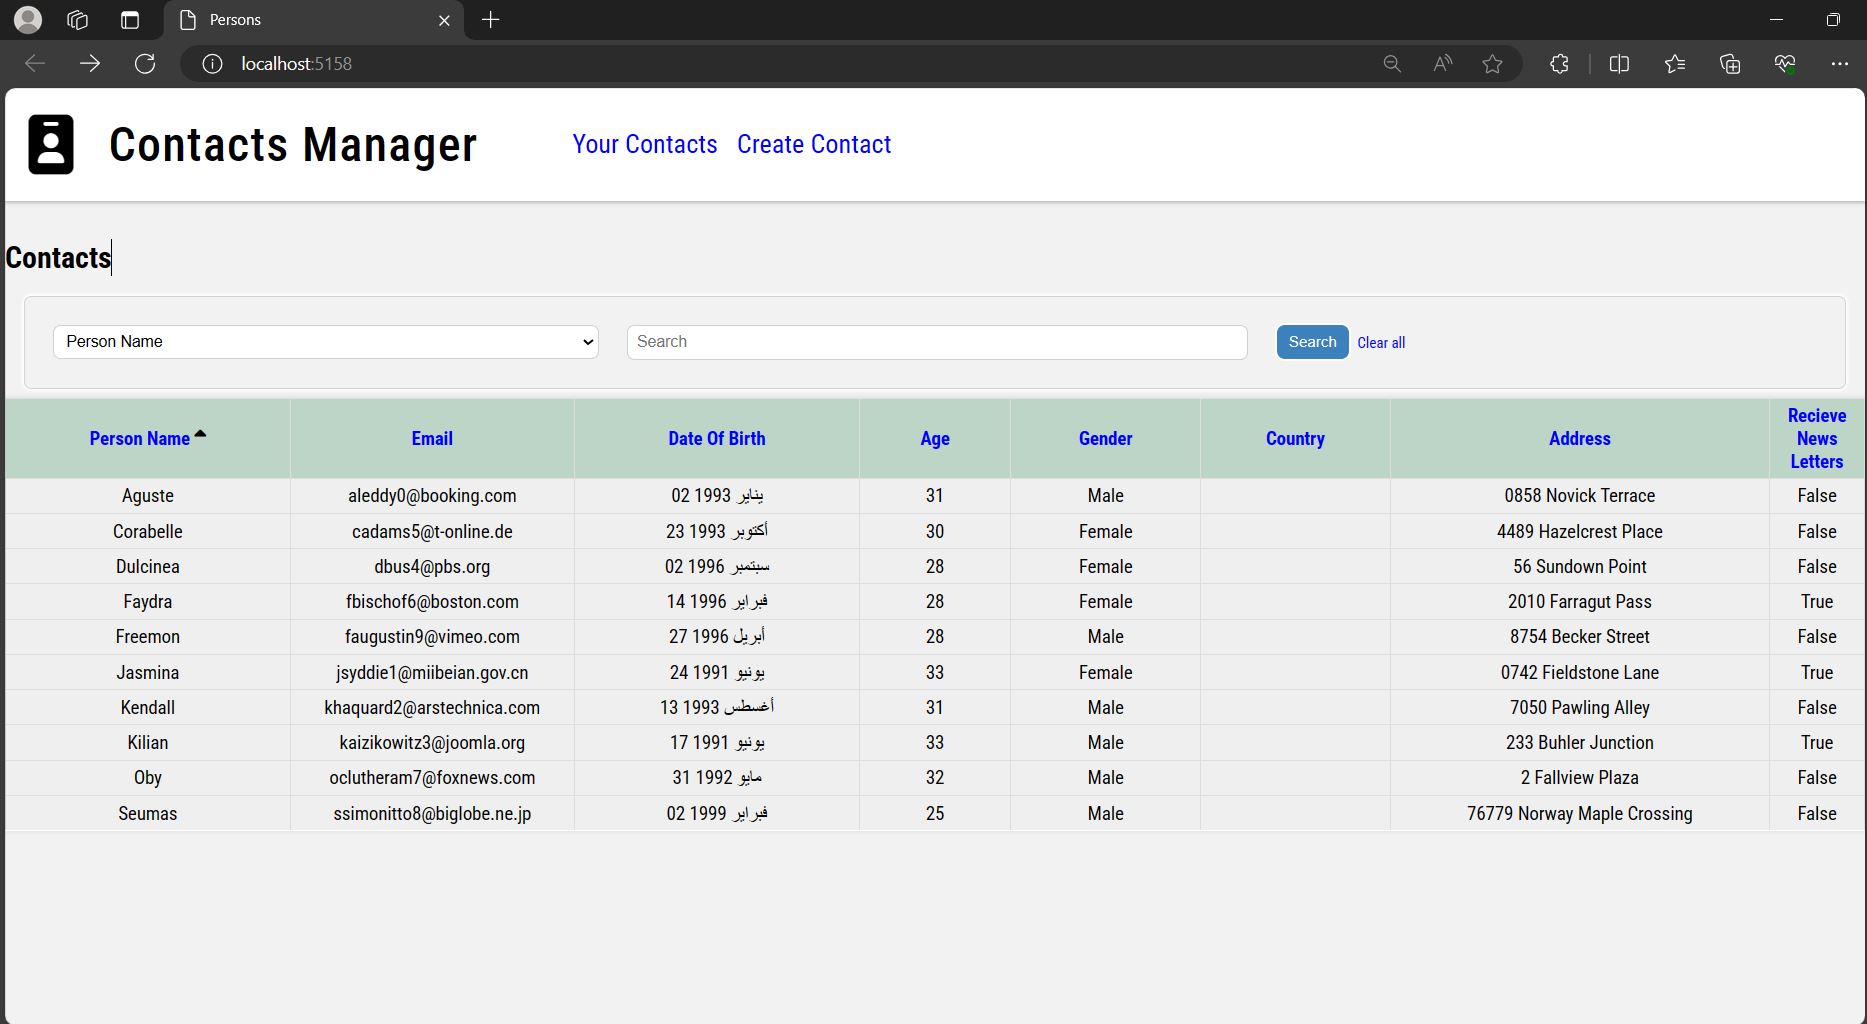 Persons
localhost:5158
Contacts Manager
Your Contacts Create Contact
Contacts
Person Name Search Search Clear all
Person Name Email Date Of Birth Age Gender Country Address Recieve News Letters
Aguste aleddy0@booking.com 02 يناير 1993 31 Male 0858 Novick Terrace False
Corabelle cadams5@t-online.de 23 أكتوبر 1993 30 Female 4489 Hazelcrest Place False
Dulcinea dbus4@pbs.org 02 سبتمبر 1996 28 Female 56 Sundown Point False
Faydra fbischof6@boston.com 14 فبراير 1996 28 Female 2010 Farragut Pass True
Freemon faugustin9@vimeo.com 27 أبريل 1996 28 Male 8754 Becker Street False
Jasmina jsyddie1@miibeian.gov.cn 24 يونيو 1991 33 Female 0742 Fieldstone Lane True
Kendall khaquard2@arstechnica.com 13 أغسطس 1993 31 Male 7050 Pawling Alley False
Kilian kaizikowitz3@joomla.org 17 يونيو 1991 33 Male 233 Buhler Junction True
Oby oclutheram7@foxnews.com 31 مايو 1992 32 Male 2 Fallview Plaza False
Seumas ssimonitto8@biglobe.ne.jp 02 فبراير 1999 25 Male 76779 Norway Maple Crossing False